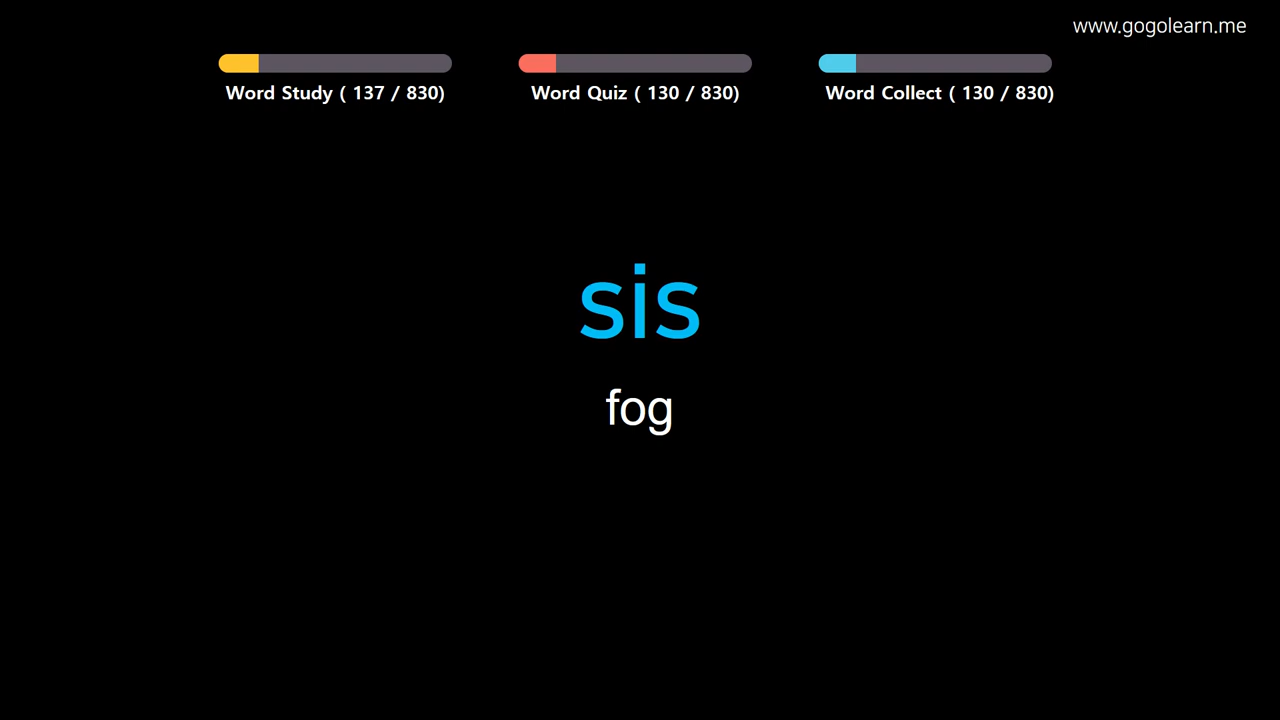 www.gogolearn.me
Word Study ( 137 / 830)
Word Quiz ( 130 / 830)
Word Collect ( 130 / 830)
sis
fog